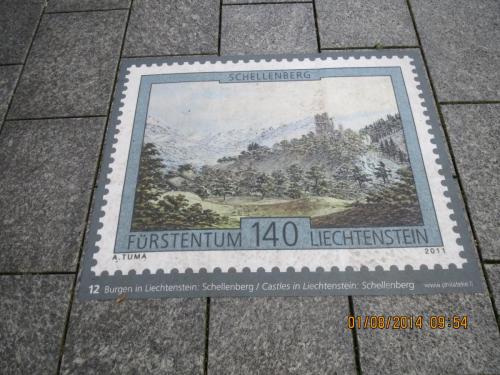 SCHELLENBERG
FÜRSTENTUM 140 LIECHTENSTEIN
A. TUMA 2011
12 Burgen in Liechtenstein: Schellenberg / Castles in Liechtenstein: Schellenberg www.philatelie.li
01/08/2014 09:54